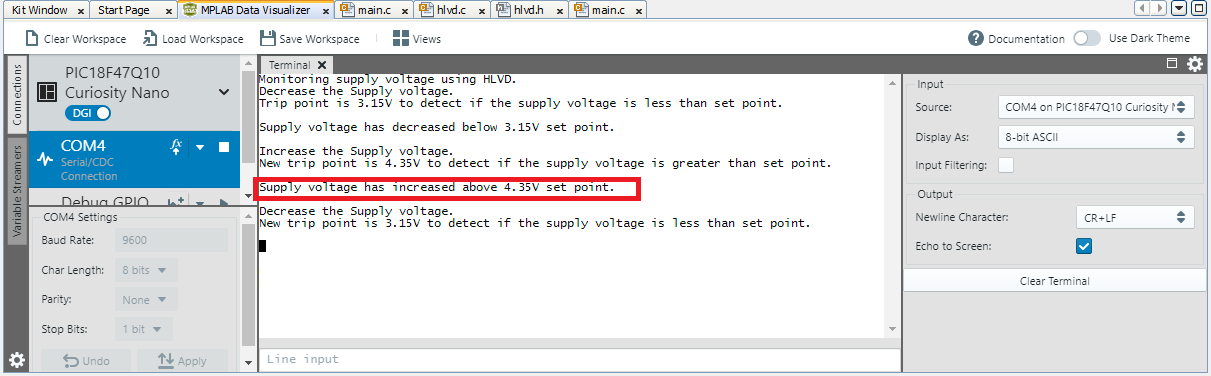 Kit Window
Start Page
MPLAB Data Visualizer
main.c
hlvd.c
hlvd.h
main.c
Clear Workspace
Load Workspace
Save Workspace
Views
Documentation
Use Dark Theme
Connections
Variable Streamers
PIC18F47Q10
Curiosity Nano
DGI
COM4
Serial/CDC
Connection
Debug GPIO
COM4 Settings
Baud Rate: 9600
Char Length: 8 bits
Parity: None
Stop Bits: 1 bit
Undo
Apply
Terminal
Monitoring supply voltage using HLVD.
Decrease the Supply voltage.
Trip point is 3.15V to detect if the supply voltage is less than set point.
Supply voltage has decreased below 3.15V set point.
Increase the Supply voltage.
New trip point is 4.35V to detect if the supply voltage is greater than set point.
Supply voltage has increased above 4.35V set point.
Decrease the Supply voltage.
New trip point is 3.15V to detect if the supply voltage is less than set point.
Line input
Input
Source: COM4 on PIC18F47Q10 Curiosity
Display As: 8-bit ASCII
Input Filtering:
Output
Newline Character: CR+LF
Echo to Screen:
Clear Terminal